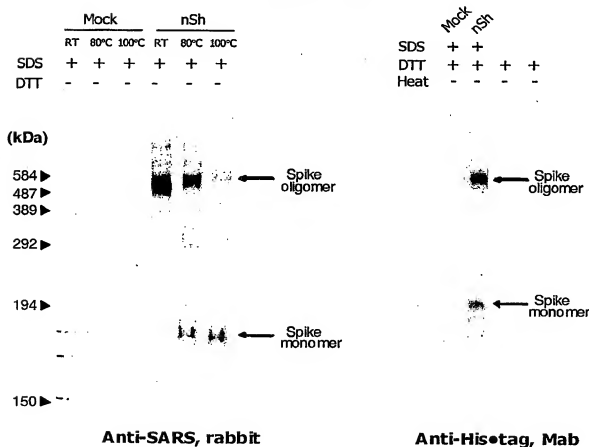 Mock nSh
RT 80°C 100°C RT 80°C 100°C
SDS + + + + + +
DTT - - - - - -
(kDa)
584
487
389
292
194
150
Spike
oligomer
Spike
monomer
Anti-SARS, rabbit
Mock nSh
SDS + +
DTT + + + +
Heat - - - -
Spike
oligomer
Spike
monomer
Anti-His•tag, Mab